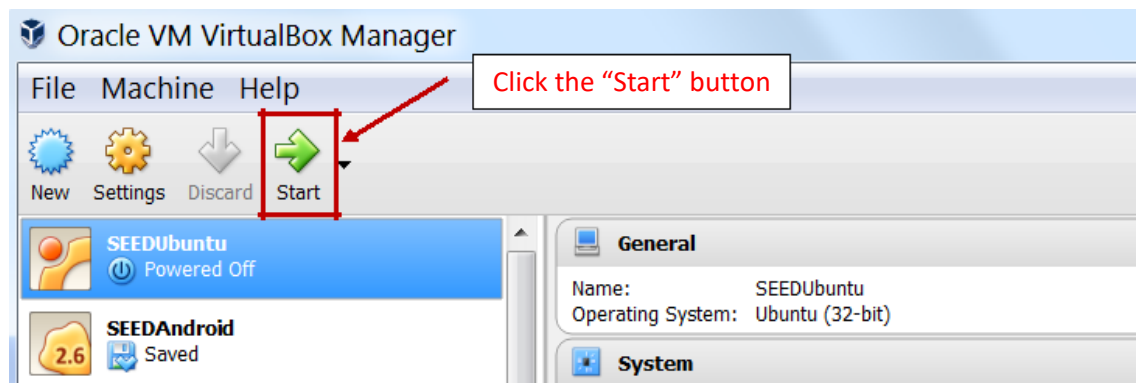 Oracle VM VirtualBox Manager
File Machine Help
Click the “Start” button
New Settings Discard Start
SEEDUbuntu
Powered Off
SEEDAndroid
2.6
Saved
General
Name: SEEDUbuntu
Operating System: Ubuntu (32-bit)
System